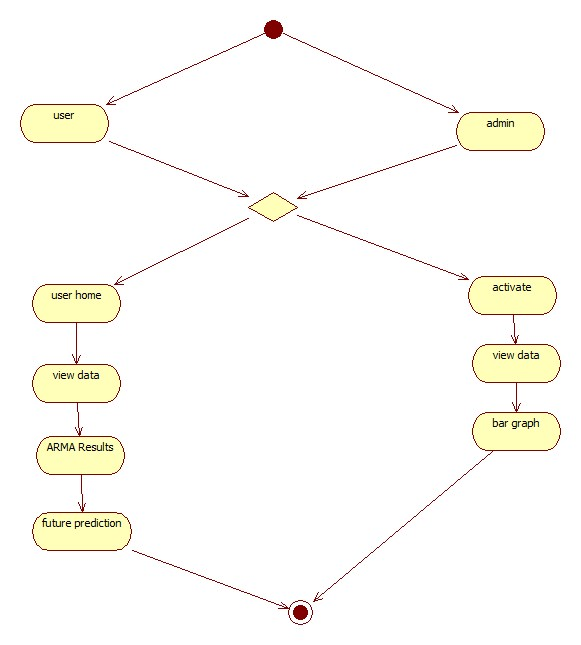 user
admin
user home
activate
view data
view data
ARMA Results
bar graph
future prediction